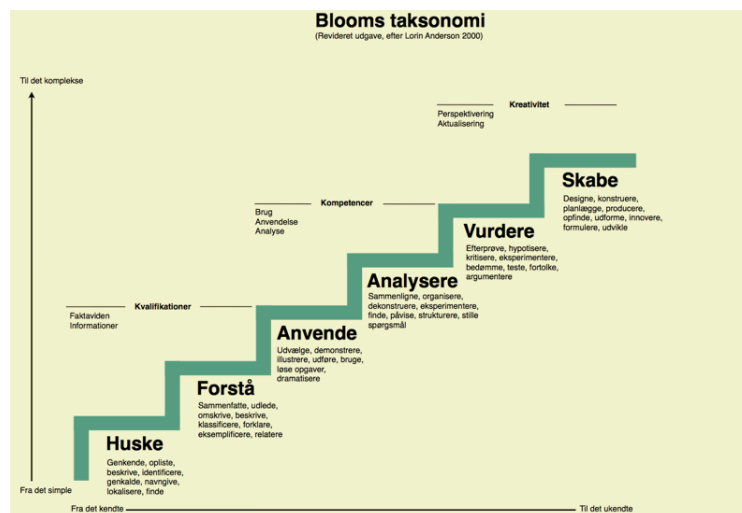 Blooms taksonomi
(Revideret udgave, efter Lorin Anderson 2000)
Til det komplekse
Kreativitet
Perspektivering
Aktualisering
Skabe
Designe, konstruere,
planlægge, producere,
opfinde, udforme, innovere,
formulere, udvikle
Kompetencer
Brug
Anvendelse
Analyse
Vurdere
Efterprøve, hypotisere,
kritisere, eksperimentere,
bedømme, teste, fortolke,
argumentere
Analysere
Sammenligne, organisere,
dekonstruere, eksperimentere,
finde, påvise, strukturere, stille
spørgsmål
Kvalifikationer
Faktaviden
Informationer
Anvende
Udvælge, demonstrere,
illustrere, udføre, bruge,
løse opgaver,
dramatisere
Forstå
Sammenfatte, udlede,
omskrive, beskrive,
klassificere, forklare,
eksemplificere, relatere
Huske
Genkende, opliste,
beskrive, identificere,
genkalde, navngive,
lokalisere, finde
Fra det simple
Fra det kendte
Til det ukendte